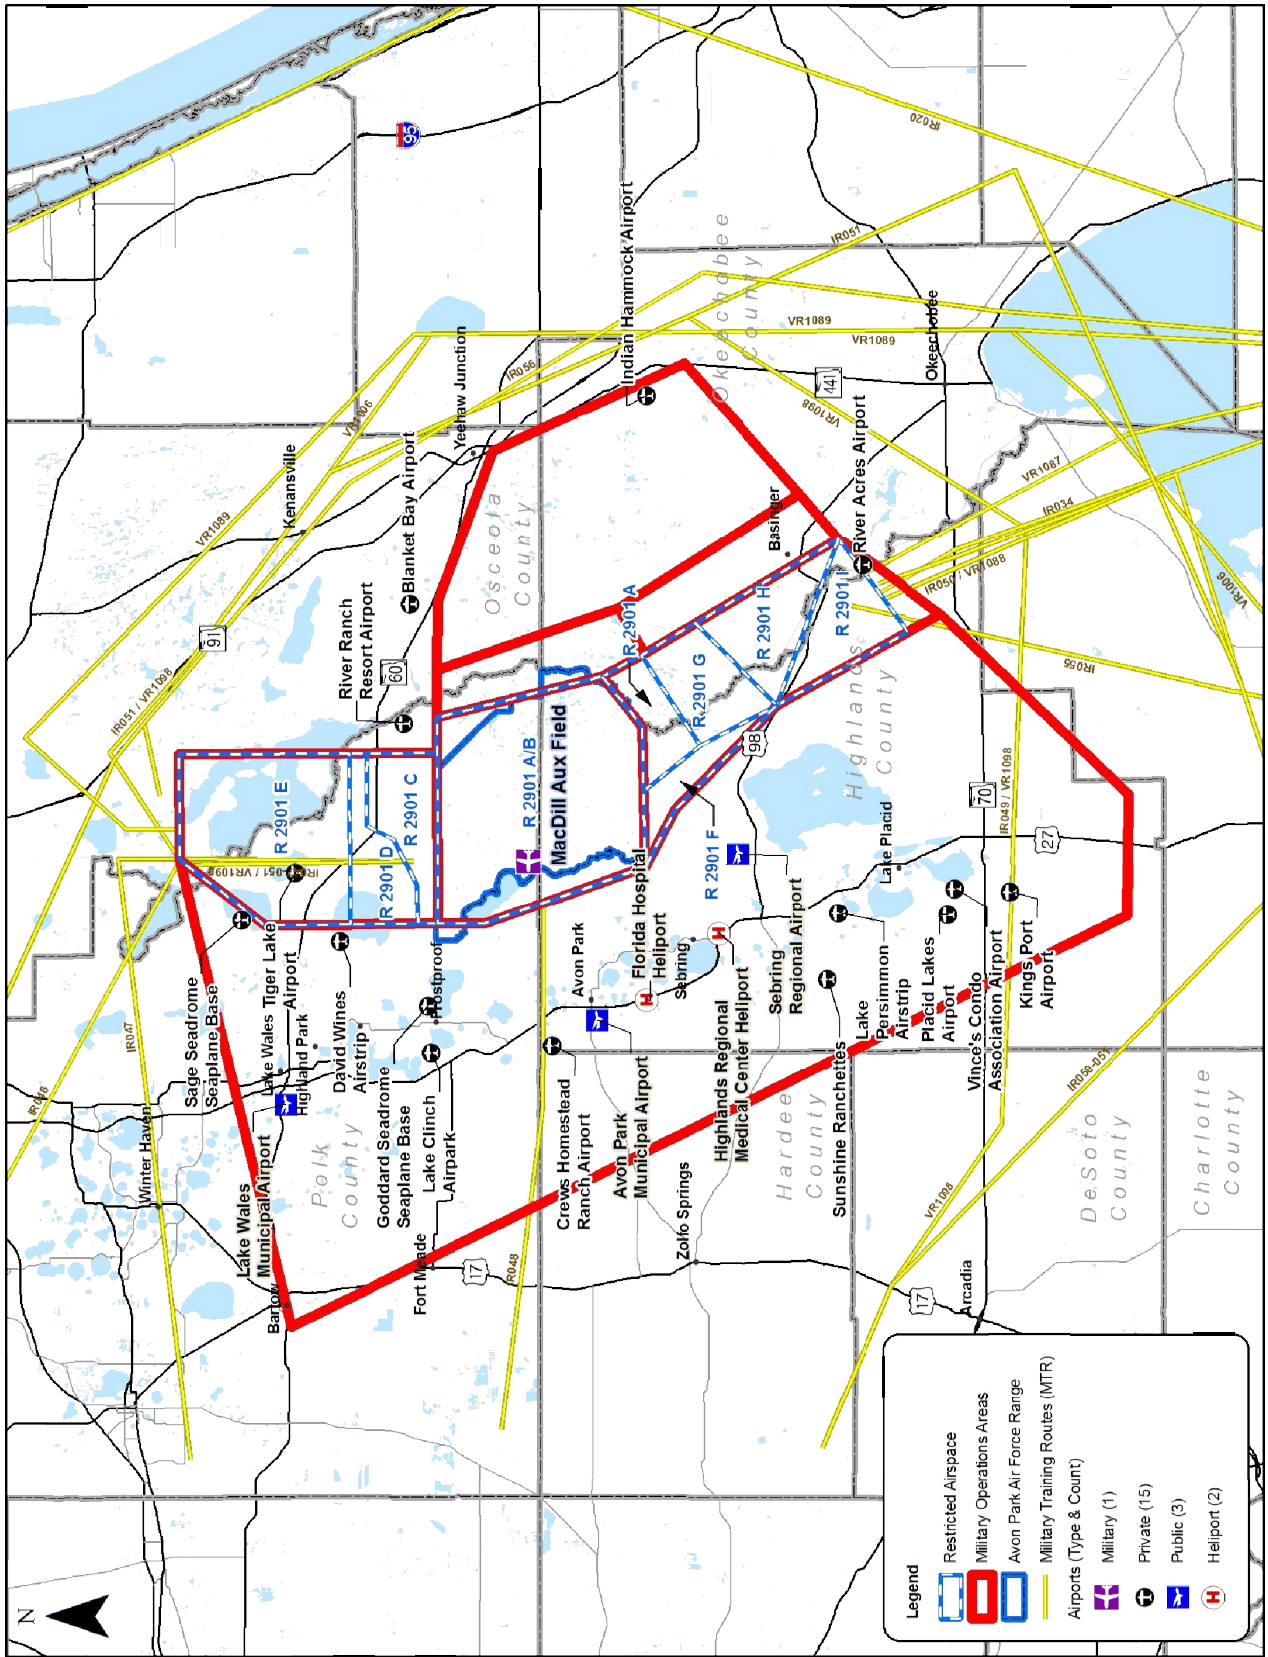 N
Winter Haven
Bartow
Lake Wales
Municipal Airport
Polk
County
Fort Meade
Sage Seadrome
Seaplane Base
Lake Wales
Tiger Lake
Airport
Highland Park
David Wines
Airstrip
Goddard Seadrome
Seaplane Base
Lake Clinch
Airpark
Frostproof
Crews Homestead
Ranch Airport
Avon Park
Avon Park
Municipal Airport
Zolfo Springs
Florida Hospital
Heliport
Sebring
Highlands Regional
Medical Center Heliport
Sebring
Regional Airport
Hardee
County
Sunshine Ranchettes
Lake
Persimmon
Airstrip
Placid Lakes
Airport
Lake Placid
Vince's Condo
Association Airport
Kings Port
Airport
Highlands
County
DeSoto
County
Charlotte
County
Arcadia
MacDill Aux Field
R 2901 A/B
R 2901 E
R 2901 D
R 2901 C
R 2901 A
R 2901 F
R 2901 G
R 2901 H
R 2901 I
River Ranch
Resort Airport
Blanket Bay Airport
Kenansville
Yeehaw Junction
Osceola
County
Indian Hammock Airport
Okeechobee
County
Basinger
River Acres Airport
Okeechobee
IR046
IR047
IR048
IR051 / VR1098
VR1089
VR1006
IR056
IR051
IR020
VR1089
VR1089
VR1098
VR1087
IR034
IR050 / VR1088
IR055
VR1006
IR049 / VR1098
IR050-051
VR1098
95
91
60
441
98
70
27
17
17
Legend
Restricted Airspace
Military Operations Areas
Avon Park Air Force Range
Military Training Routes (MTR)
Airports (Type & Count)
Military (1)
Private (15)
Public (3)
H
Heliport (2)
H
H